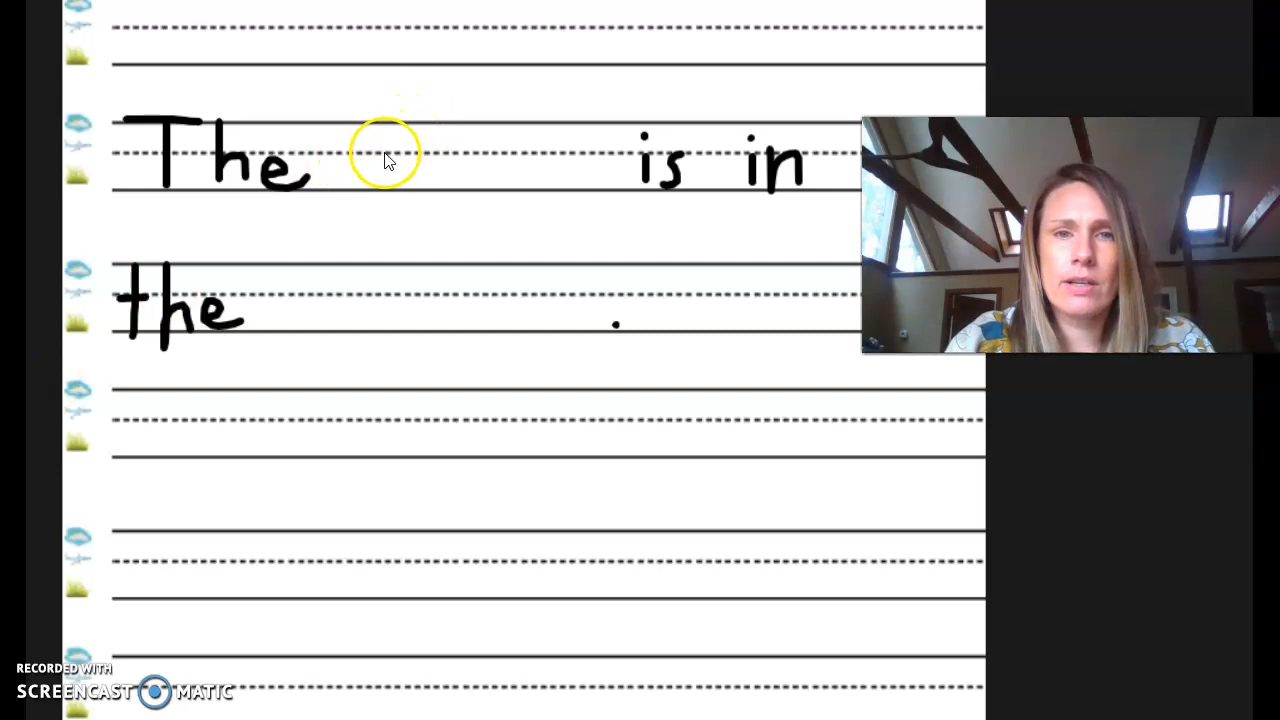 The is in
the .
RECORDED WITH
SCREENCAST MATIC